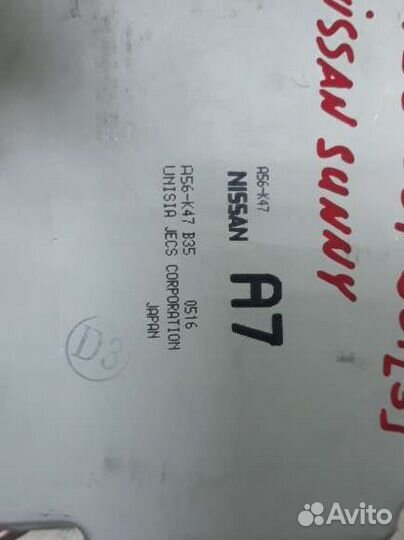 NISSAN SUNNY
A56-K47
NISSAN
A7
A56-K47 B35 0516
UNISIA JECS CORPORATION
JAPAN
D3
Avito